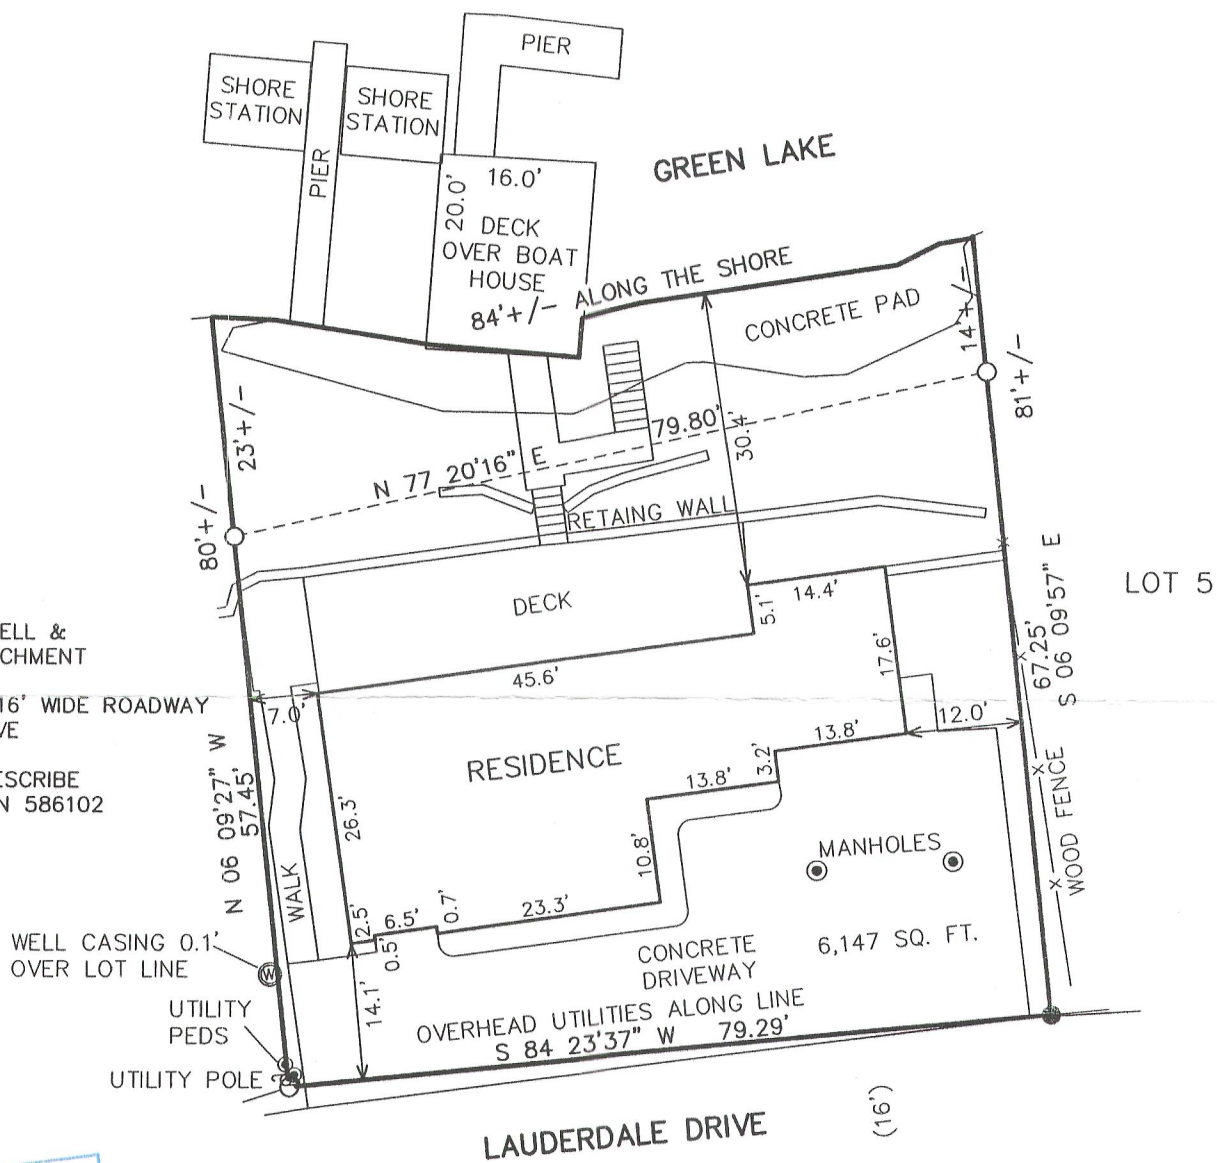 PIER
SHORE
STATION
SHORE
STATION
PIER
GREEN LAKE
16.0'
20.0'
DECK
OVER BOAT
HOUSE
84'+/- ALONG THE SHORE
CONCRETE PAD
14'+/-
81'+/-
23'+/-
80'+/-
N 77 20'16" E
79.80'
30.4'
RETAING WALL
DECK
5.1'
14.4'
17.6'
LOT 5
67.25'
S 06 09'57" E
ELL &
CHMENT
16' WIDE ROADWAY
VE
ESCRIBE
N 586102
45.6'
7.0'
12.0'
13.8'
3.2'
13.8'
RESIDENCE
N 06 09'27" W
57.45'
26.3'
10.8'
WALK
MANHOLES
WOOD FENCE
2.5'
6.5'
0.7'
23.3'
0.5'
WELL CASING 0.1'
OVER LOT LINE
W
CONCRETE
DRIVEWAY
6,147 SQ. FT.
14.1'
UTILITY
PEDS
OVERHEAD UTILITIES ALONG LINE
S 84 23'37" W 79.29'
UTILITY POLE
LAUDERDALE DRIVE
(16')